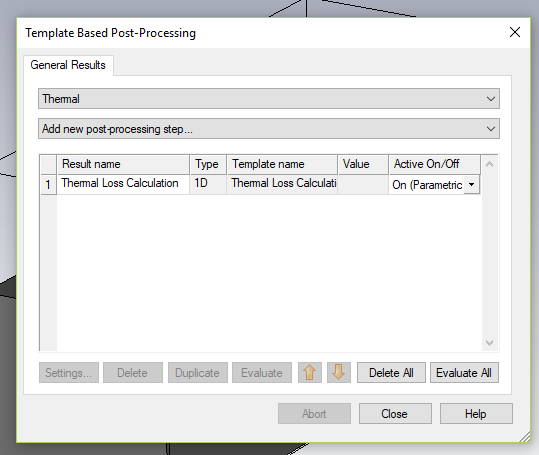 Template Based Post-Processing
General Results
Thermal
Add new post-processing step...
Result name Type Template name Value Active On/Off
1 Thermal Loss Calculation 1D Thermal Loss Calculati On (Parametric
Settings... Delete Duplicate Evaluate Delete All Evaluate All
Abort Close Help